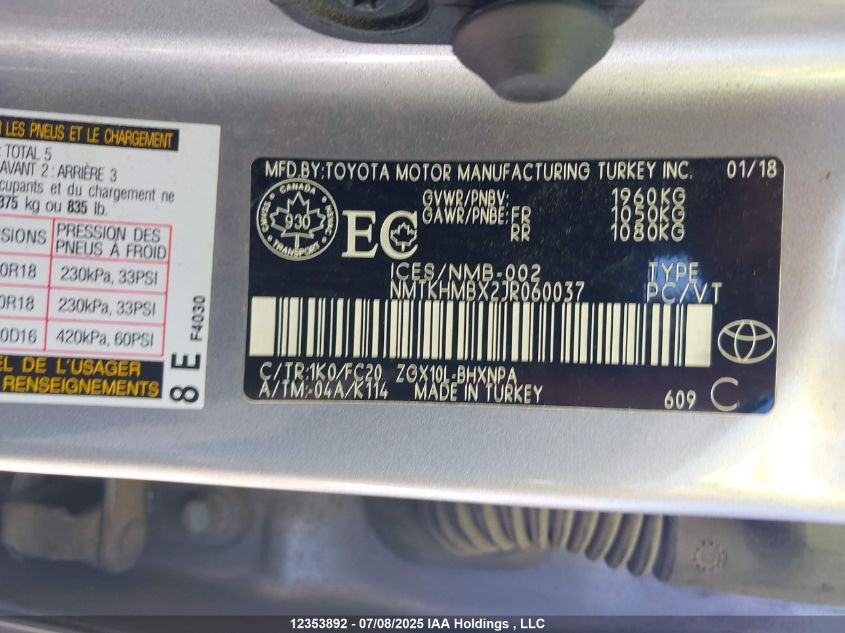 LES PNEUS ET LE CHARGEMENT
TOTAL 5
AVANT 2: ARRIÈRE 3
cupants et du chargement ne
375 kg ou 835 lb.
SIONS PRESSION DES PNEUS À FROID
0R18 230kPa, 33PSI
0R18 230kPa, 33PSI
0D16 420kPa, 60PSI
EL DE L'USAGER
RENSEIGNEMENTS
8 E F4030
MFD.BY:TOYOTA MOTOR MANUFACTURING TURKEY INC. 01/18
CANADA
930
TRANSPORT
EC
GVWR/PNBV: 1960KG
GAWR/PNBE:FR 1050KG
RR 1080KG
ICES/NMB-002 TYPE
NMTKHMBX2JR060037 PC/VT
C/TR:1K0/FC20 ZGX10L-BHXNPA
A/TM:-04A/K114 MADE IN TURKEY 609 C
12353892 - 07/08/2025 IAA Holdings , LLC